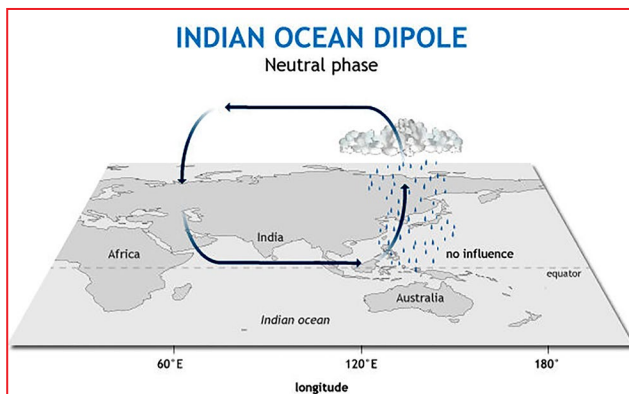 INDIAN OCEAN DIPOLE
Neutral phase
India
Africa
no influence
equator
Australia
Indian ocean
60°E 120°E 180°
longitude